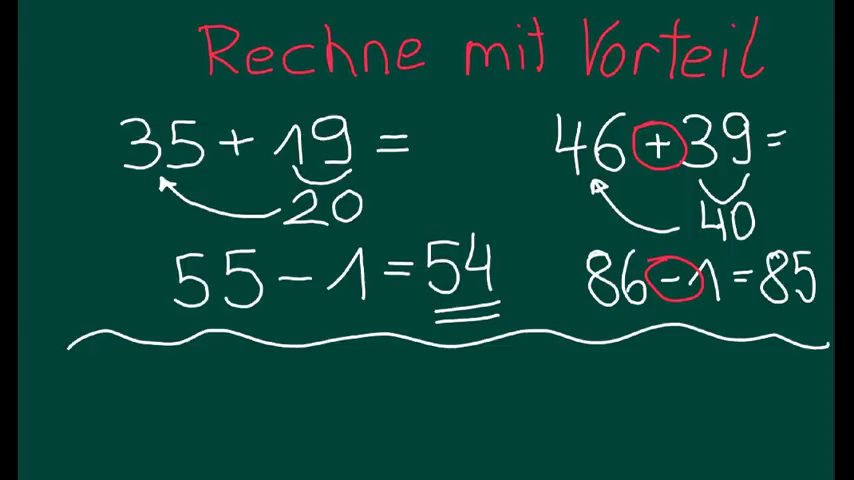 Rechne mit Vorteil
35 + 19 =
20
55 - 1 = 54
46 + 39 =
40
86 - 1 = 85